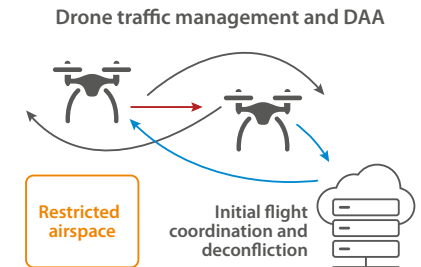 Drone traffic management and DAA
Restricted
airspace
Initial flight
coordination and
deconfliction